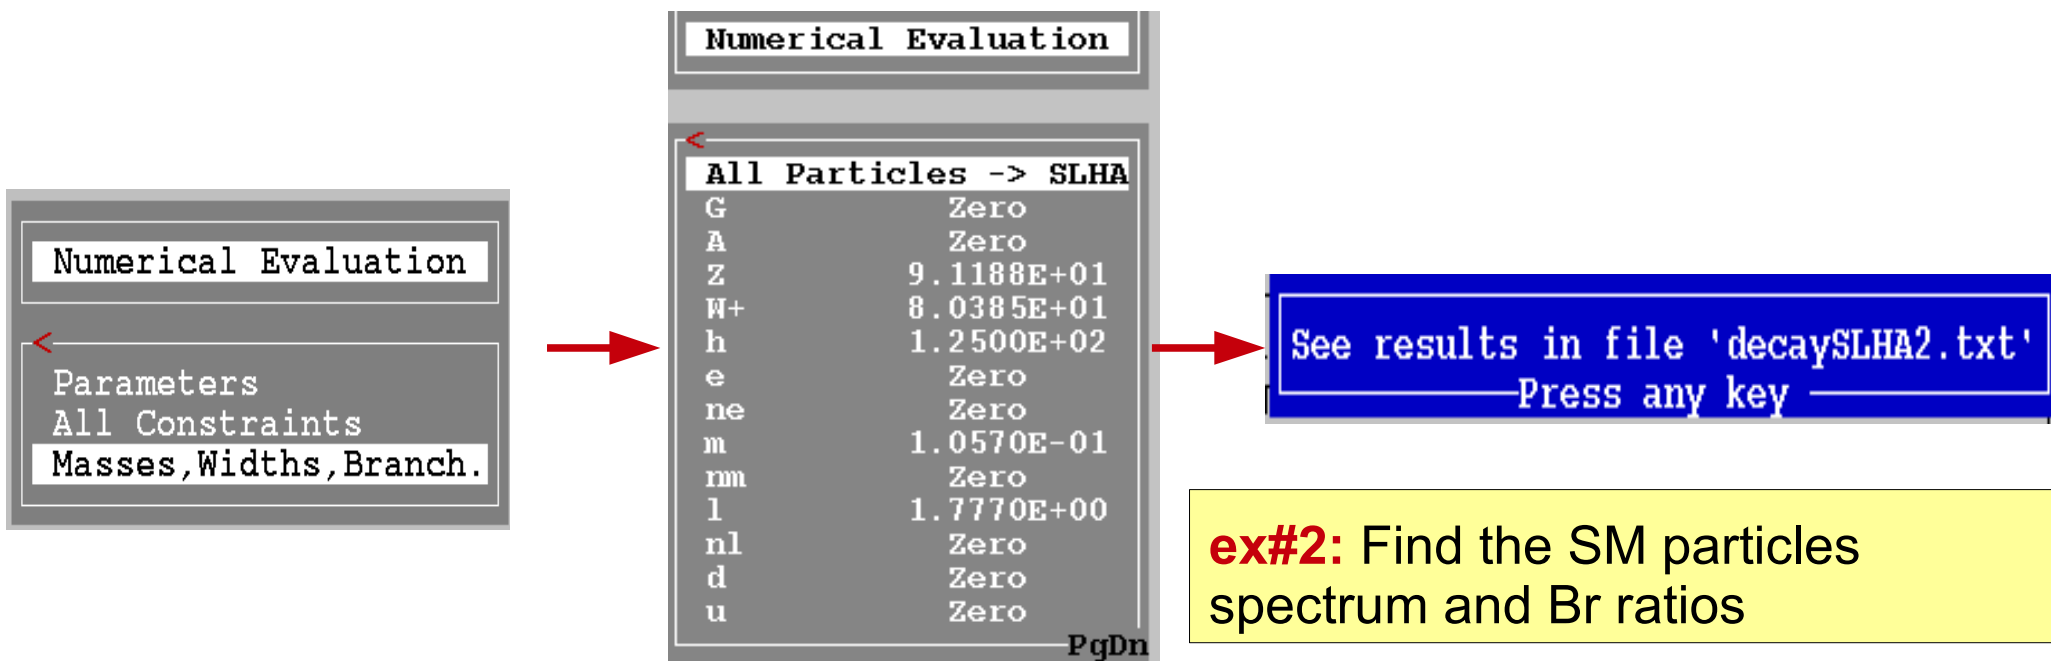 Numerical Evaluation
<
Parameters
All Constraints
Masses,Widths,Branch.
Numerical Evaluation
<
All Particles -> SLHA
G Zero
A Zero
Z 9.1188E+01
W+ 8.0385E+01
h 1.2500E+02
e Zero
ne Zero
m 1.0570E-01
nm Zero
l 1.7770E+00
nl Zero
d Zero
u Zero
PgDn
See results in file 'decaySLHA2.txt'
Press any key
ex#2: Find the SM particles
spectrum and Br ratios